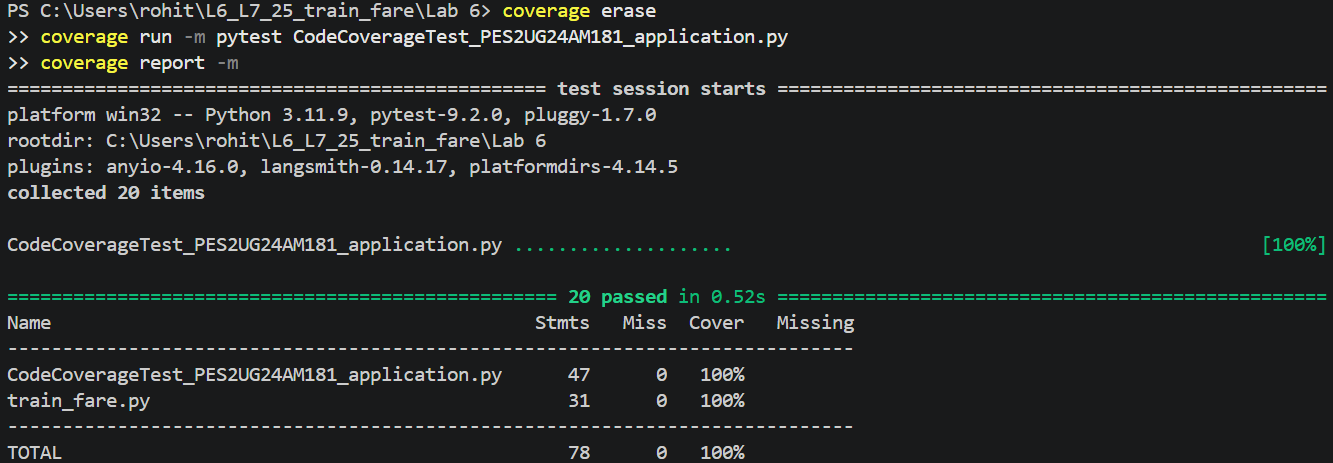 PS C:\Users\rohit\L6_L7_25_train_fare\Lab 6> coverage erase
>> coverage run -m pytest CodeCoverageTest_PES2UG24AM181_application.py
>> coverage report -m
================================================= test session starts ==================================================
platform win32 -- Python 3.11.9, pytest-9.2.0, pluggy-1.7.0
rootdir: C:\Users\rohit\L6_L7_25_train_fare\Lab 6
plugins: anyio-4.16.0, langsmith-0.14.17, platformdirs-4.14.5
collected 20 items
CodeCoverageTest_PES2UG24AM181_application.py .................... [100%]
================================================== 20 passed in 0.52s ==================================================
Name Stmts Miss Cover Missing
-----------------------------------------------------------------------------
CodeCoverageTest_PES2UG24AM181_application.py 47 0 100%
train_fare.py 31 0 100%
-----------------------------------------------------------------------------
TOTAL 78 0 100%